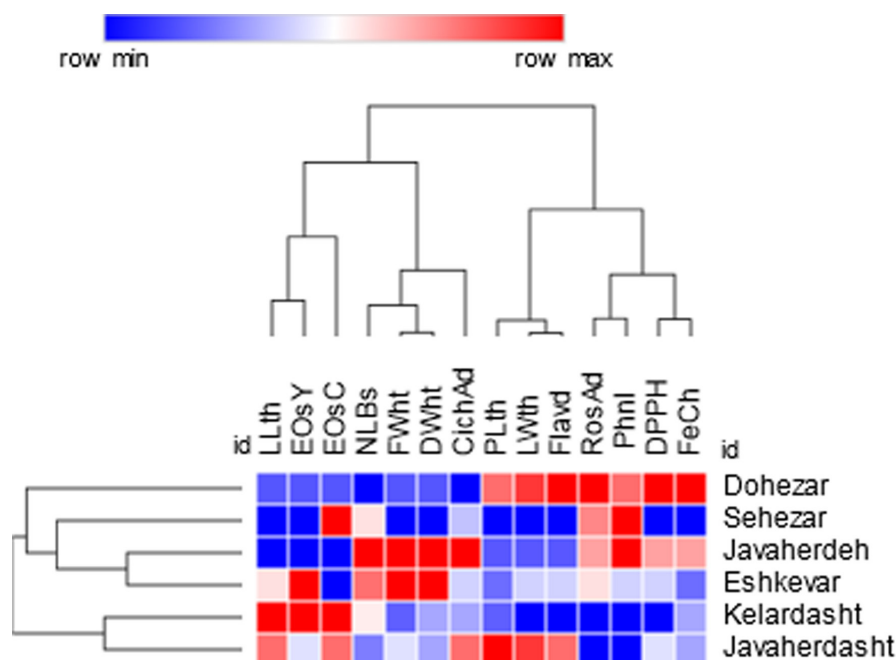 row min row max
LLth EOsY EOsC NLBs FWht DWht CichAd PLth LWth Flavd RosAd Phnl DPPH FeCh
id id
Dohezar
Sehezar
Javaherdeh
Eshkevar
Kelardasht
Javaherdasht